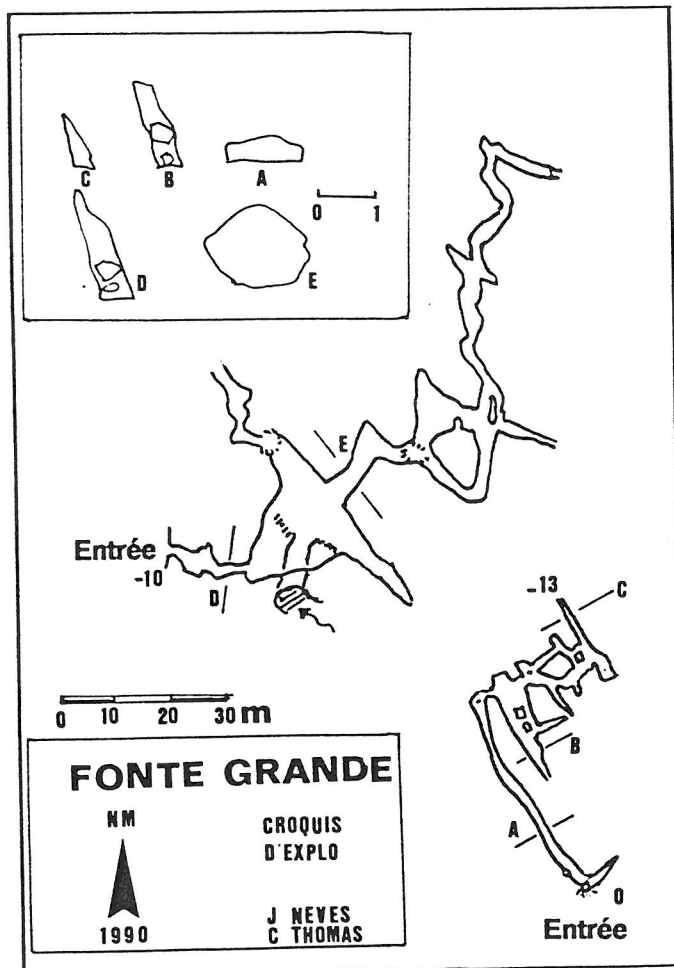 C
B
A
0 1
D
E
E
Entrée
-10
D
-13
C
B
A
0
Entrée
0 10 20 30 m
FONTE GRANDE
NM
1990
CROQUIS
D'EXPLO
J NEVES
C THOMAS